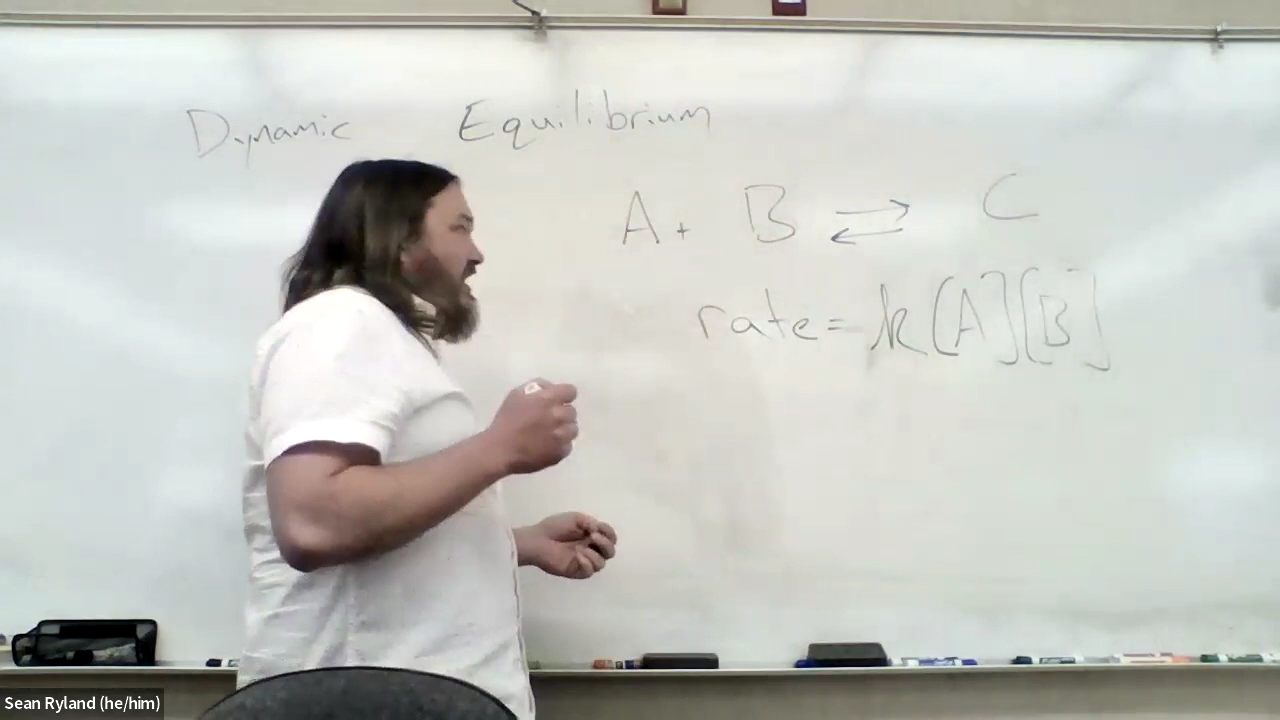 Dynamic Equilibrium
A + B ⇌ C
rate = k[A][B]
Sean Ryland (he/him)